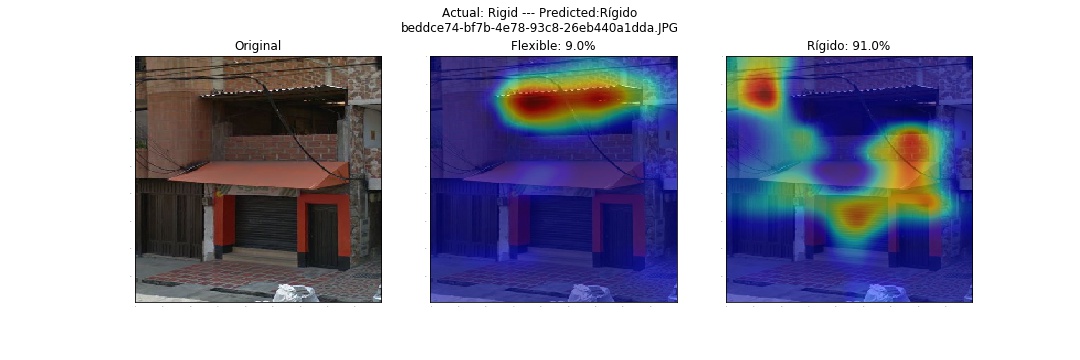 Actual: Rigid --- Predicted:Rígido
beddce74-bf7b-4e78-93c8-26eb440a1dda.JPG
Original
Flexible: 9.0%
Rígido: 91.0%